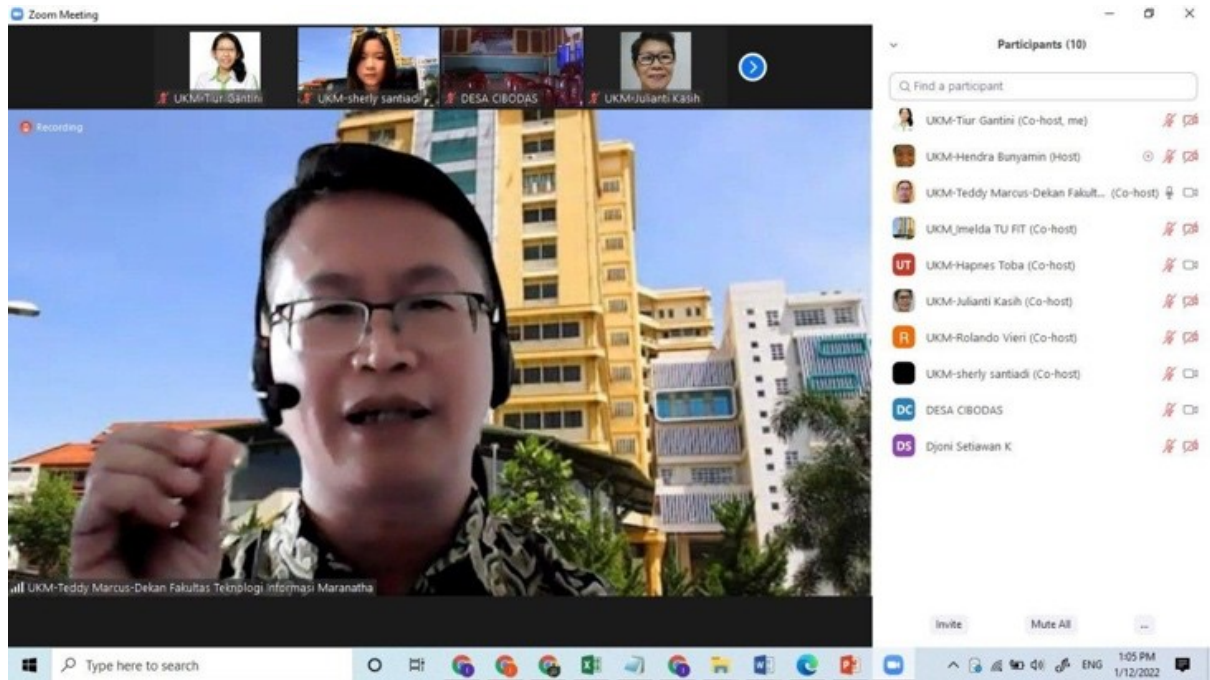 Zoom Meeting
UKM-Tiur Gantini
UKM-sherly santiadi
DESA CIBODAS
UKM-Julianti Kasih
Recording
UKM-Teddy Marcus-Dekan Fakultas Teknologi Informasi Maranatha
Participants (10)
Find a participant
UKM-Tiur Gantini (Co-host, me)
UKM-Hendra Bunyamin (Host)
UKM-Teddy Marcus-Dekan Fakult... (Co-host)
UKM_Imelda TU FIT (Co-host)
UT UKM-Hapnes Toba (Co-host)
UKM-Julianti Kasih (Co-host)
R UKM-Rolando Vieri (Co-host)
UKM-sherly santiadi (Co-host)
DC DESA CIBODAS
DS Djoni Setiawan K
Invite Mute All ...
Type here to search
ENG
1:05 PM
1/12/2022